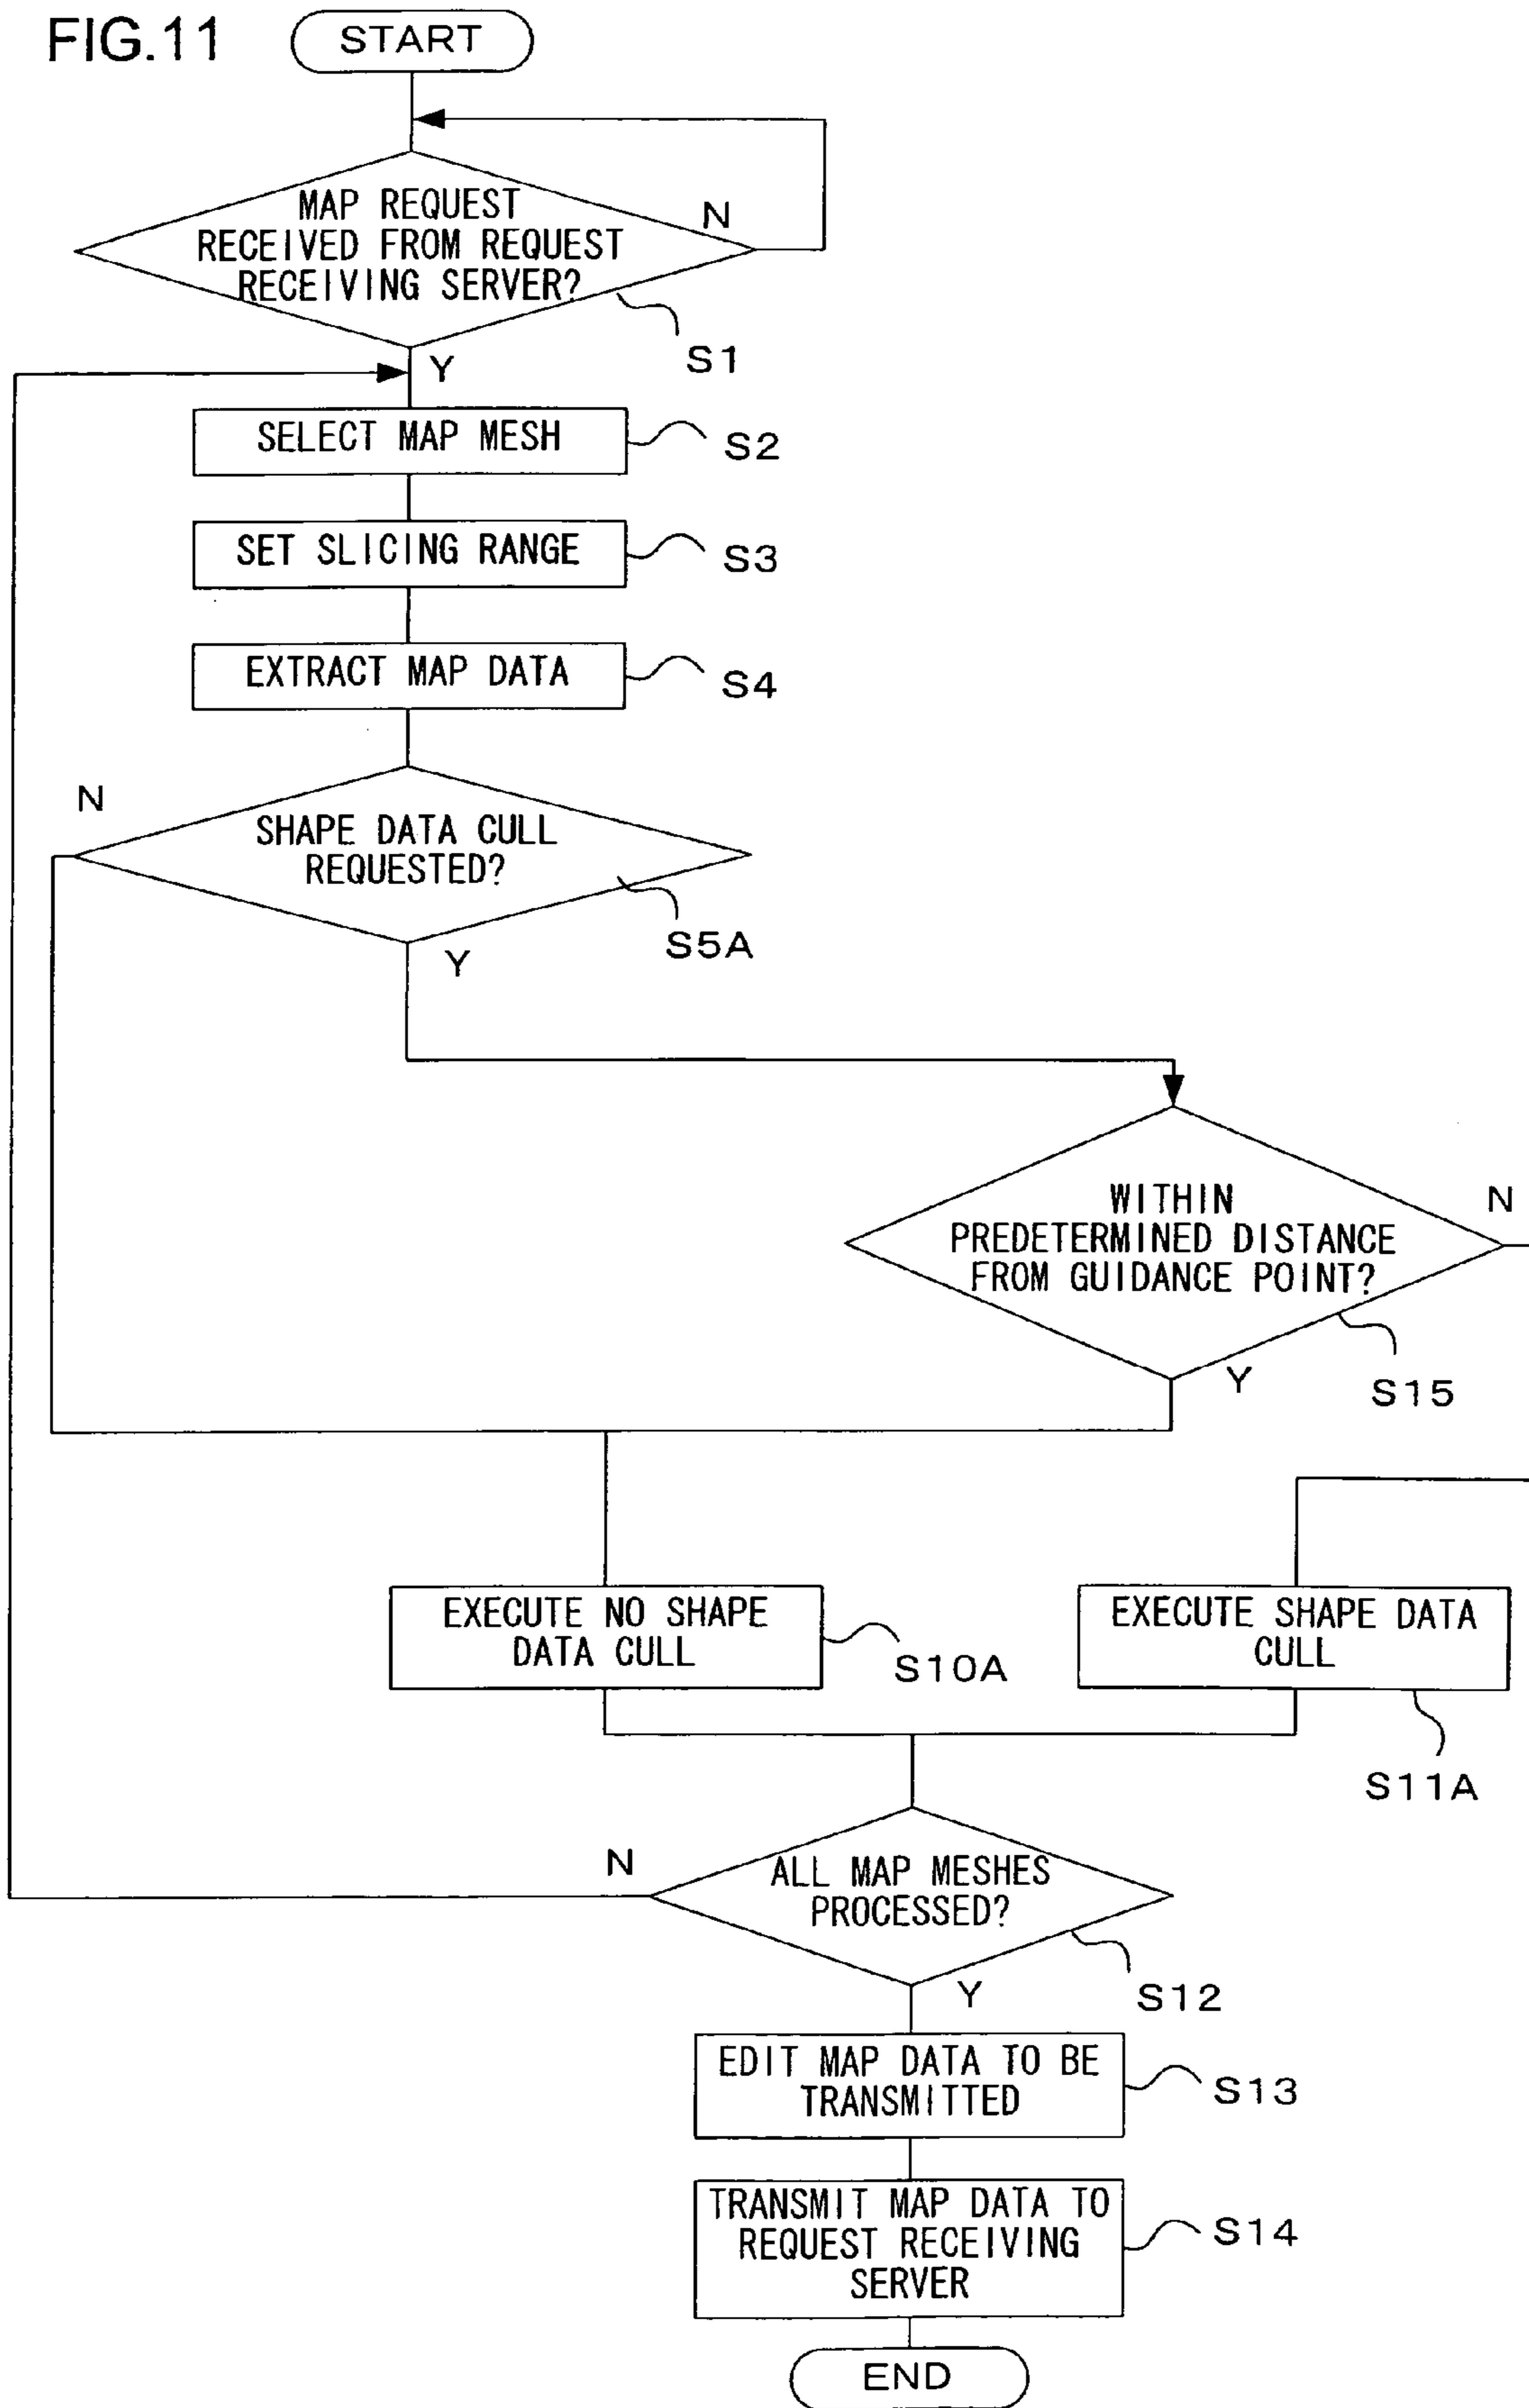 FIG.11
START
MAP REQUEST
RECEIVED FROM REQUEST
RECEIVING SERVER?
N
S1
Y
SELECT MAP MESH
S2
SET SLICING RANGE
S3
EXTRACT MAP DATA
S4
N
SHAPE DATA CULL
REQUESTED?
S5A
Y
WITHIN
PREDETERMINED DISTANCE
FROM GUIDANCE POINT?
N
S15
Y
EXECUTE NO SHAPE
DATA CULL
S10A
EXECUTE SHAPE DATA
CULL
S11A
N
ALL MAP MESHES
PROCESSED?
S12
Y
EDIT MAP DATA TO BE
TRANSMITTED
S13
TRANSMIT MAP DATA TO
REQUEST RECEIVING
SERVER
S14
END